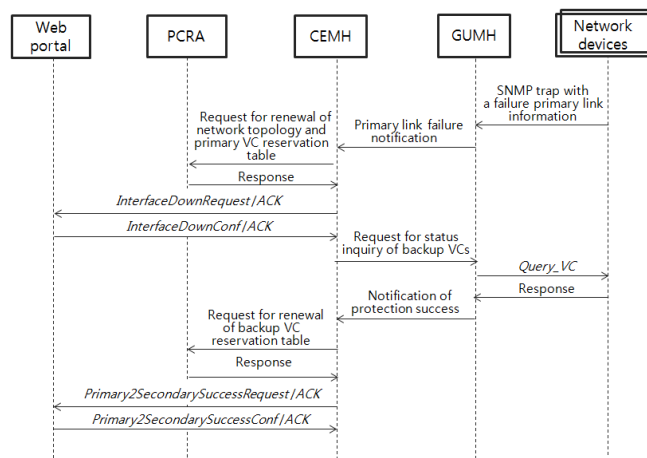 Web
portal
PCRA
CEMH
GUMH
Network
devices
SNMP trap with
a failure primary link
information
Primary link failure
notification
Request for renewal of
network topology and
primary VC reservation
table
Response
InterfaceDownRequest/ACK
InterfaceDownConf/ACK
Request for status
inquiry of backup VCs
Query_VC
Response
Notification of
protection success
Request for renewal
of backup VC
reservation table
Response
Primary2SecondarySuccessRequest/ACK
Primary2SecondarySuccessConf/ACK